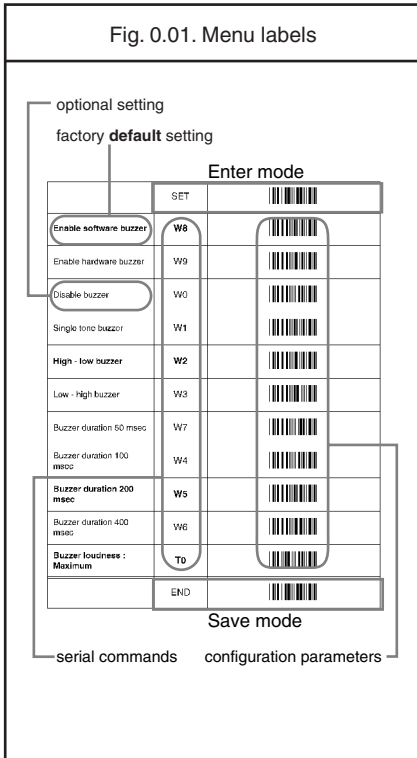 Fig. 0.01. Menu labels
optional setting
factory default setting
Enter mode
SET
Enable software buzzer W8
Enable hardware buzzer W9
Disable buzzer W0
Single tone buzzer W1
High - low buzzer W2
Low - high buzzer W3
Buzzer duration 50 msec W7
Buzzer duration 100
msec W4
Buzzer duration 200
msec W5
Buzzer duration 400
msec W6
Buzzer loudness :
Maximum T0
END
Save mode
serial commands configuration parameters